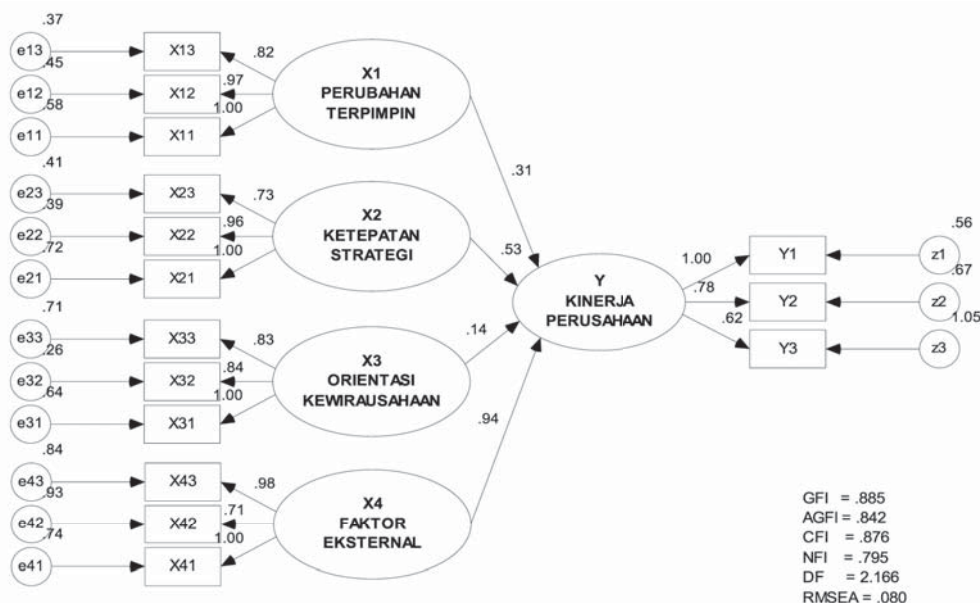 .37
e13 X13 .82
.45
e12 X12 .97
.58
e11 X11 1.00
X1
PERUBAHAN
TERPIMPIN
.31
.41
e23 X23 .73
.39
e22 X22 .96
.72
e21 X21 1.00
X2
KETEPATAN
STRATEGI
.53
.71
e33 X33 .83
.26
e32 X32 .84
.64
e31 X31 1.00
X3
ORIENTASI
KEWIRAUSAHAAN
.14
.84
e43 X43 .98
.93
e42 X42 .71
.74
e41 X41 1.00
X4
FAKTOR
EKSTERNAL
.94
Y
KINERJA
PERUSAHAAN
.56
1.00 Y1 z1
.67
.78 Y2 z2
1.05
.62 Y3 z3
GFI = .885
AGFI = .842
CFI = .876
NFI = .795
DF = 2.166
RMSEA = .080